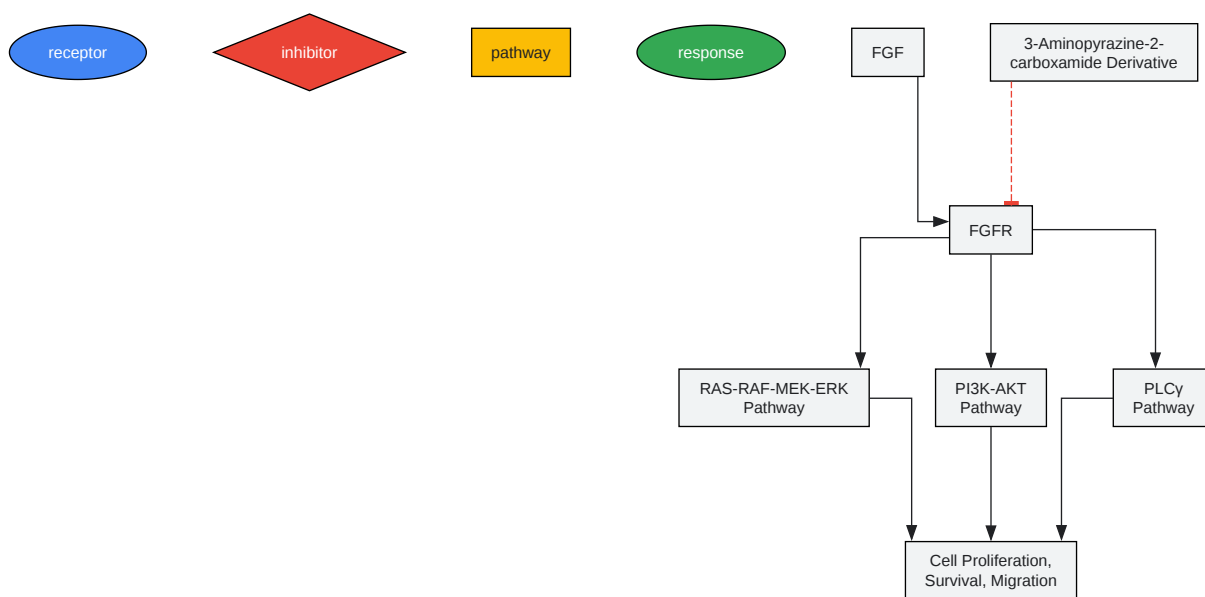 receptor
inhibitor
pathway
response
FGF
3-Aminopyrazine-2-
carboxamide Derivative
FGFR
RAS-RAF-MEK-ERK
Pathway
PI3K-AKT
Pathway
PLCγ
Pathway
Cell Proliferation,
Survival, Migration